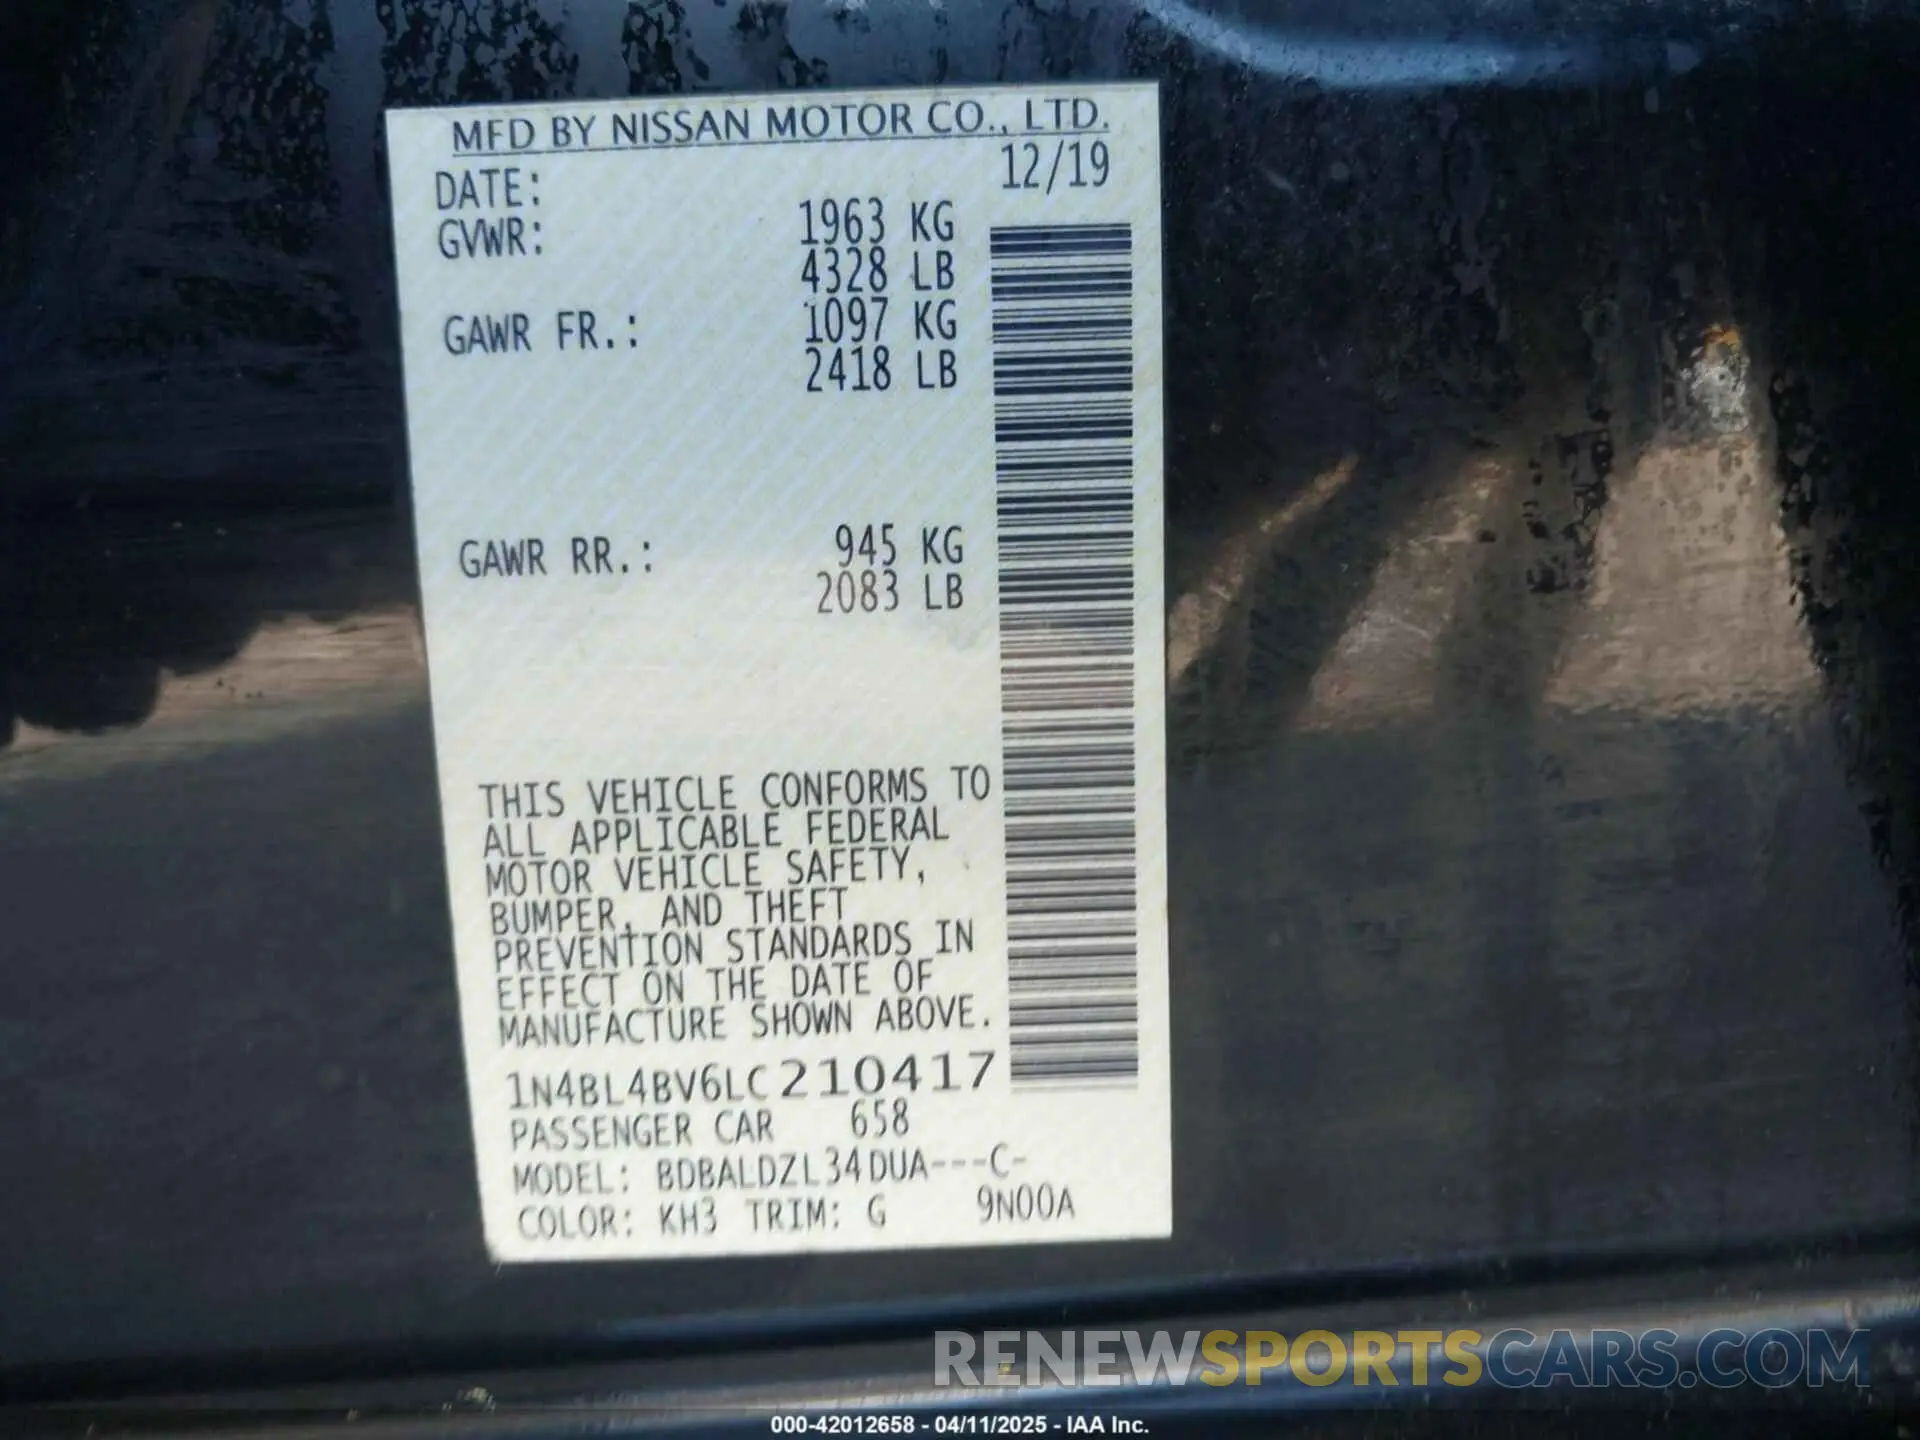 MFD BY NISSAN MOTOR CO., LTD.
DATE: 12/19
GVWR: 1963 KG
4328 LB
GAWR FR.: 1097 KG
2418 LB
GAWR RR.: 945 KG
2083 LB
THIS VEHICLE CONFORMS TO
ALL APPLICABLE FEDERAL
MOTOR VEHICLE SAFETY,
BUMPER, AND THEFT
PREVENTION STANDARDS IN
EFFECT ON THE DATE OF
MANUFACTURE SHOWN ABOVE.
1N4BL4BV6LC210417
PASSENGER CAR 658
MODEL: BDBALDZL34DUA---C-
COLOR: KH3 TRIM: G 9N00A
RENEWSPORTSCARS.COM
000-42012658 - 04/11/2025 - IAA Inc.